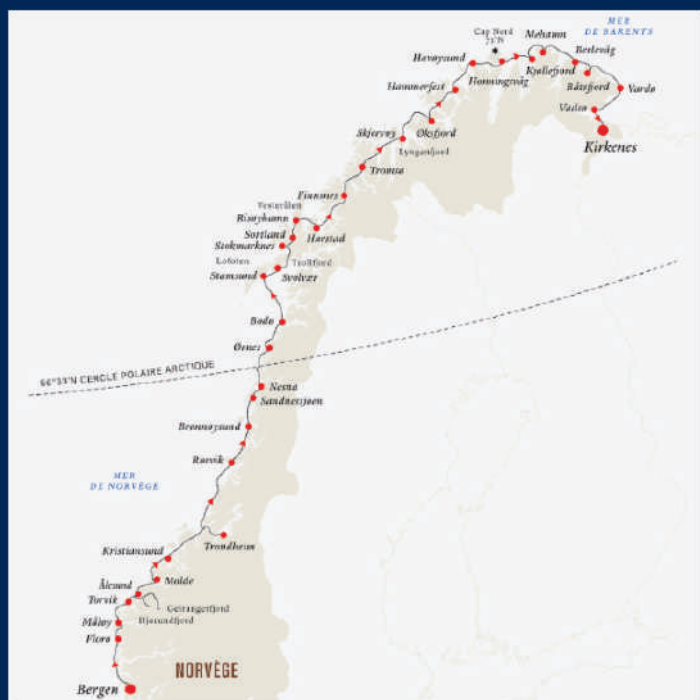 MER
DE BARENTS
Cap Nord
71°N
Mehamn
Berlevåg
Havøysund
Kjøllefjord
Honningsvåg
Båtsfjord
Hammerfest
Vardø
Vadsø
Kirkenes
Øksfjord
Skjervøy
Lyngenfjord
Tromsø
Finnsnes
Vesterålen
Risøyhamn
Harstad
Sortland
Stokmarknes
Lofoten
Trollfjord
Stamsund
Svolvær
Bodø
Ørnes
66°33'N CERCLE POLAIRE ARCTIQUE
Nesna
Sandnessjøen
Brønnøysund
Rørvik
MER
DE NORVÈGE
Trondheim
Kristiansund
Molde
Ålesund
Torvik
Geirangerfjord
Hjørundfjord
Måløy
Florø
NORVÈGE
Bergen